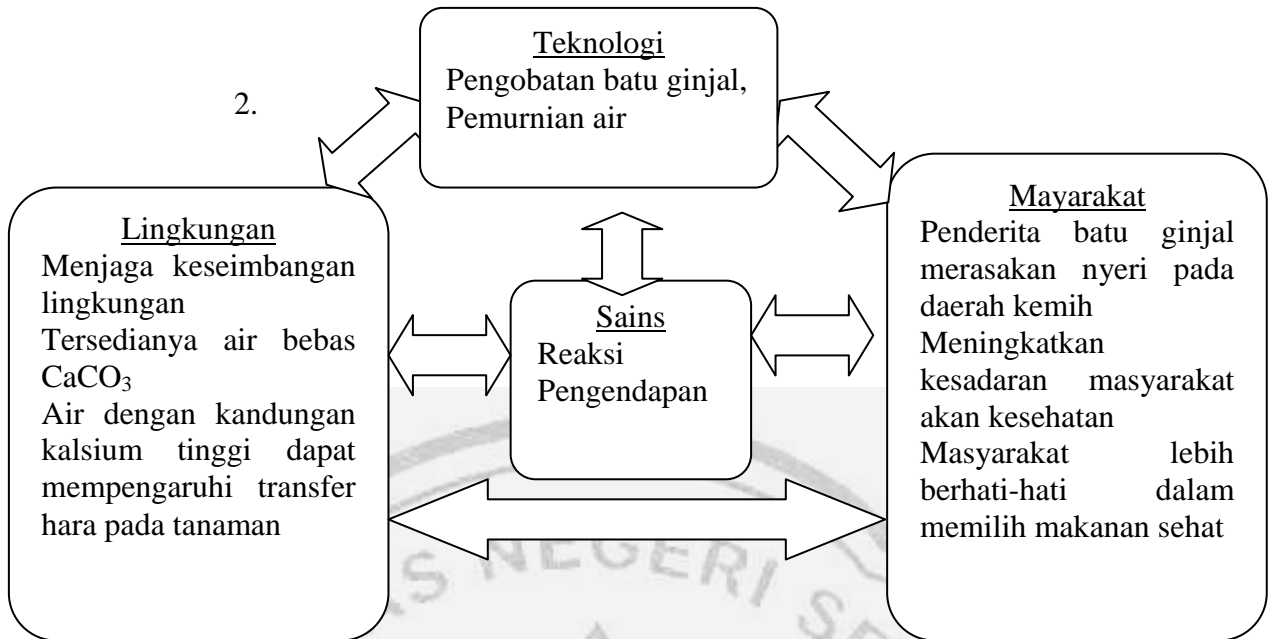 2.
Teknologi
Pengobatan batu ginjal,
Pemurnian air
Lingkungan
Menjaga keseimbangan
lingkungan
Tersedianya air bebas
CaCO₃
Air dengan kandungan
kalsium tinggi dapat
mempengaruhi transfer
hara pada tanaman
Sains
Reaksi
Pengendapan
Mayarakat
Penderita batu ginjal
merasakan nyeri pada
daerah kemih
Meningkatkan
kesadaran masyarakat
akan kesehatan
Masyarakat lebih
berhati-hati dalam
memilih makanan sehat
NEGERI